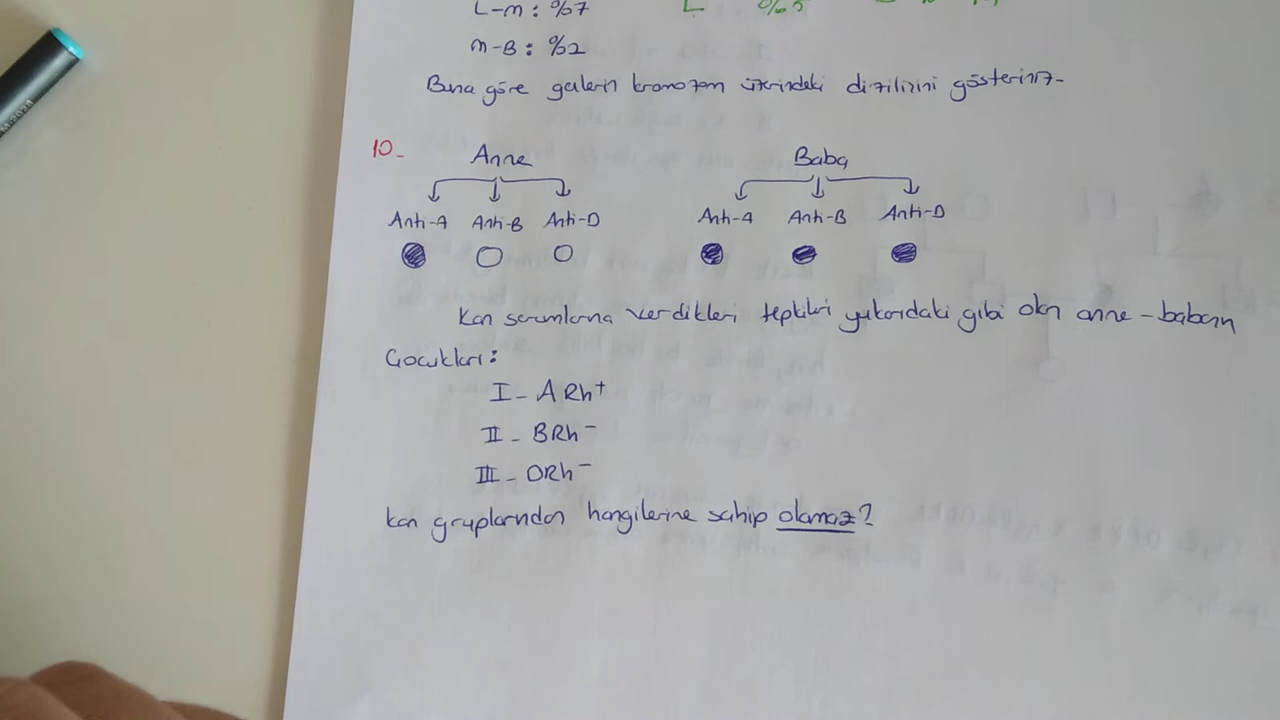 L-m : %7
m-B : %2
Buna göre genlerin kromozom üzerindeki dizilişini gösteriniz-
10- Anne Baba
Anti-A Anti-B Anti-D Anti-A Anti-B Anti-D
Kan serumlarına verdikleri tepkileri yukarıdaki gibi olan anne-babanın
Çocukları:
I- ARh+
II- BRh-
III- ORh-
kan gruplarından hangilerine sahip olamaz?